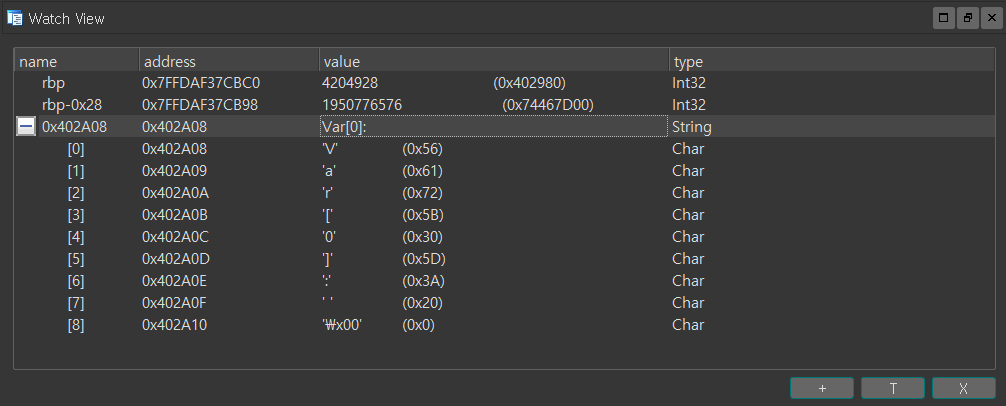 Watch View
name address value type
rbp 0x7FFDAF37CBC0 4204928 (0x402980) Int32
rbp-0x28 0x7FFDAF37CB98 1950776576 (0x74467D00) Int32
0x402A08 0x402A08 Var[0]: String
[0] 0x402A08 'V' (0x56) Char
[1] 0x402A09 'a' (0x61) Char
[2] 0x402A0A 'r' (0x72) Char
[3] 0x402A0B '[' (0x5B) Char
[4] 0x402A0C '0' (0x30) Char
[5] 0x402A0D ']' (0x5D) Char
[6] 0x402A0E ':' (0x3A) Char
[7] 0x402A0F ' ' (0x20) Char
[8] 0x402A10 '₩x00' (0x0) Char
+ T X